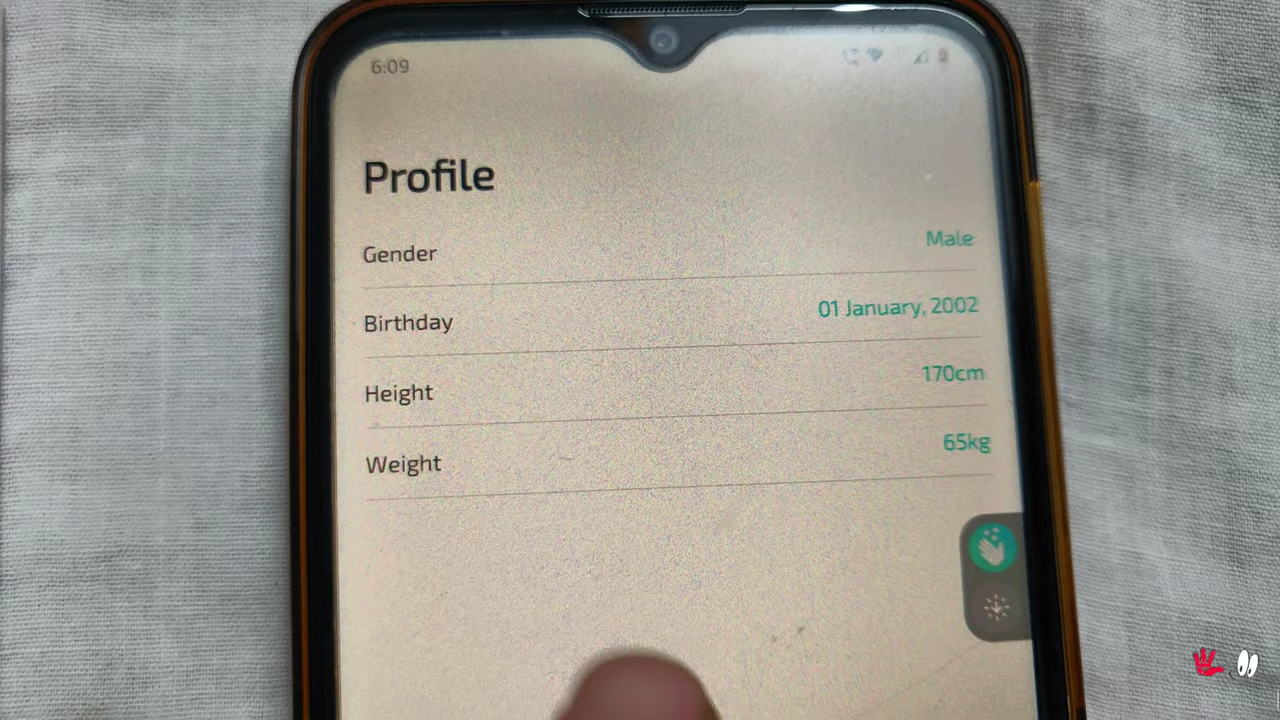 6:09
Profile
Gender Male
Birthday 01 January, 2002
Height 170cm
Weight 65kg